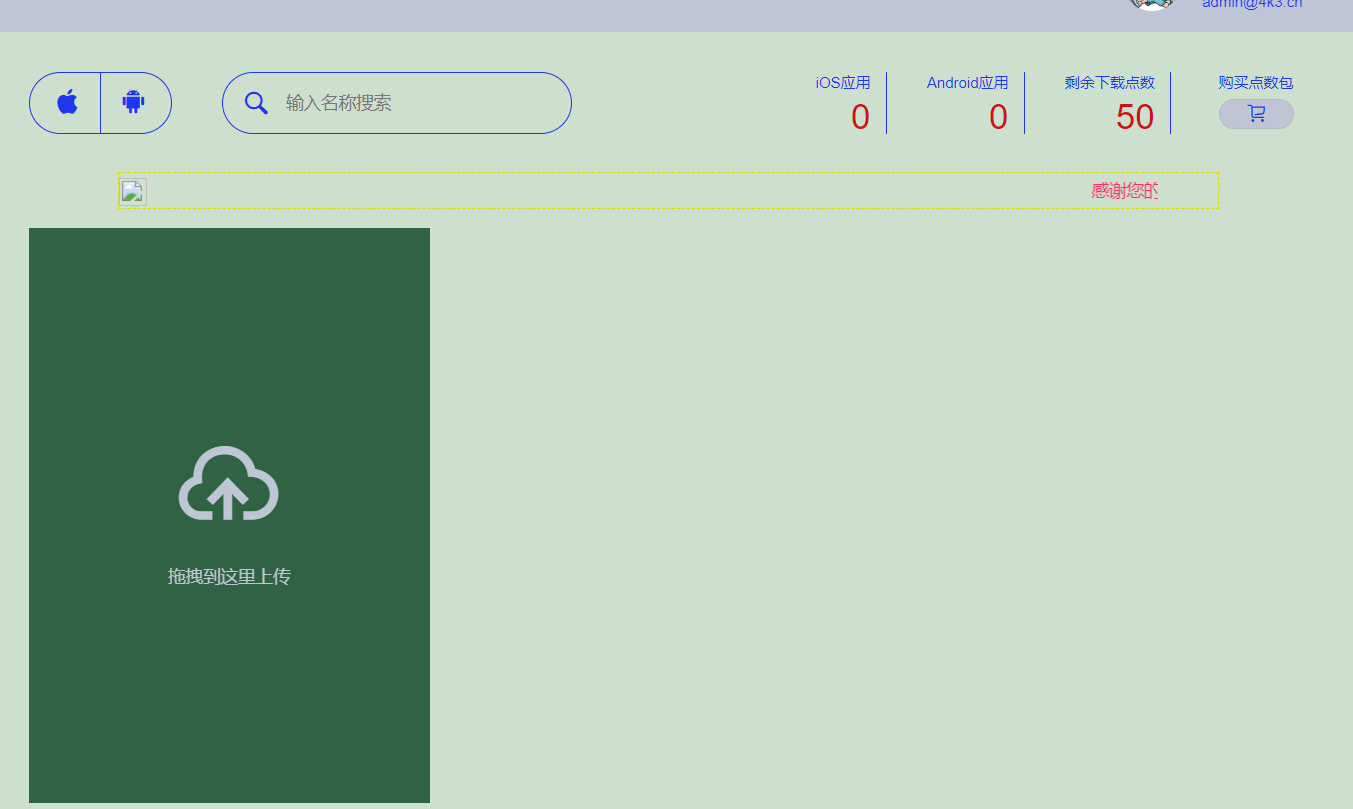 admin@4k3.cn
输入名称搜索
iOS应用
0
Android应用
0
剩余下载点数
50
购买点数包
感谢您的
拖拽到这里上传